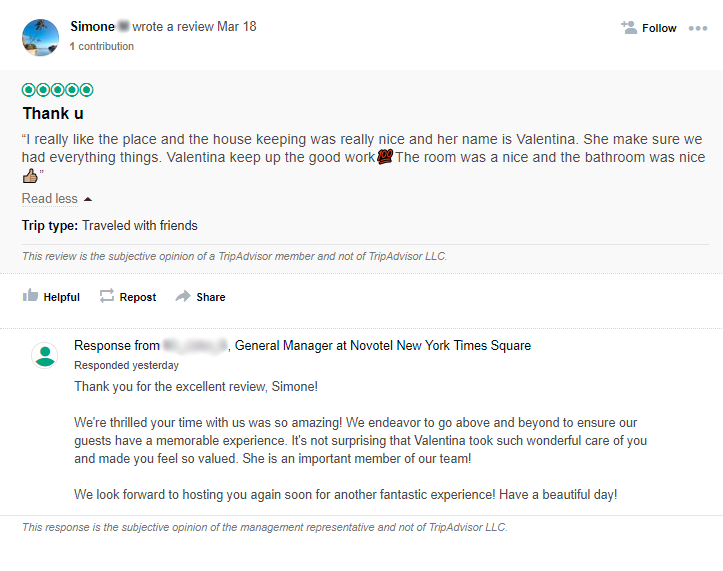 Simone wrote a review Mar 18
1 contribution
Follow
Thank u
“I really like the place and the house keeping was really nice and her name is Valentina. She make sure we
had everything things. Valentina keep up the good work💯The room was a nice and the bathroom was nice
👍🏽”
Read less
Trip type: Traveled with friends
This review is the subjective opinion of a TripAdvisor member and not of TripAdvisor LLC.
Helpful Repost Share
Response from , General Manager at Novotel New York Times Square
Responded yesterday
Thank you for the excellent review, Simone!
We're thrilled your time with us was so amazing! We endeavor to go above and beyond to ensure our
guests have a memorable experience. It's not surprising that Valentina took such wonderful care of you
and made you feel so valued. She is an important member of our team!
We look forward to hosting you again soon for another fantastic experience! Have a beautiful day!
This response is the subjective opinion of the management representative and not of TripAdvisor LLC.